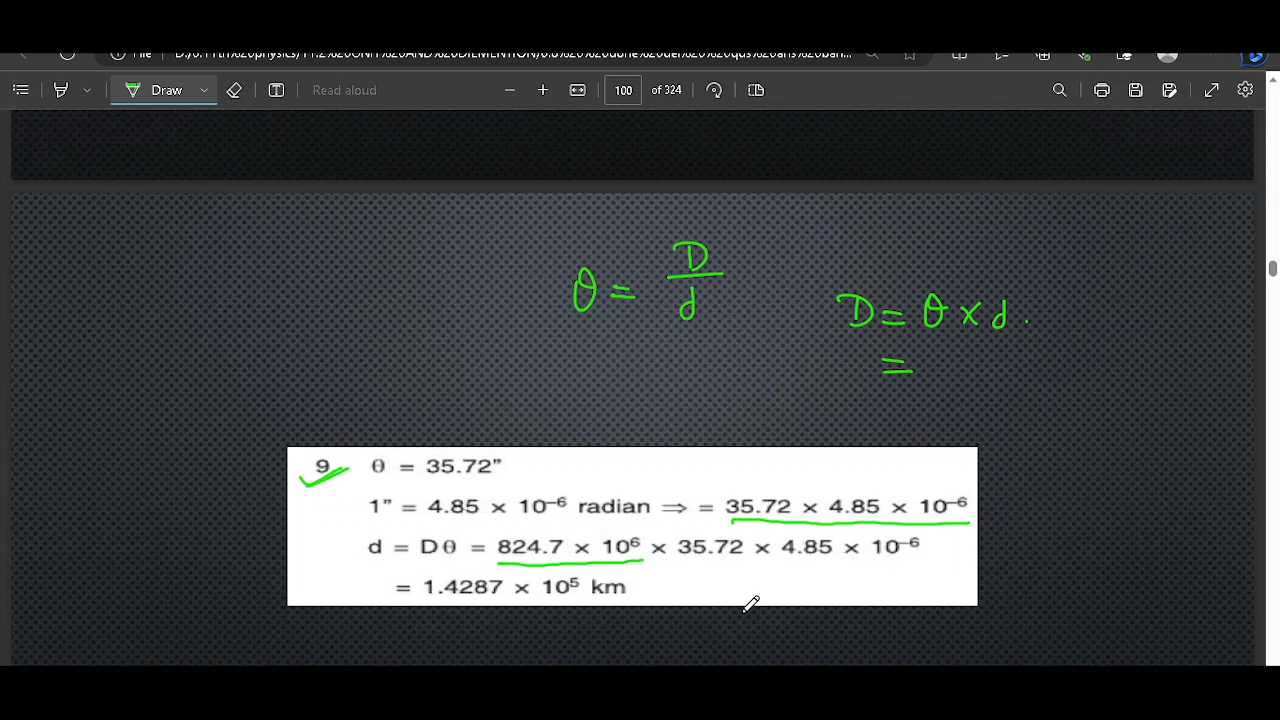 Draw
Read aloud
100 of 324
θ = D/d
D = θ × d.
=
9 θ = 35.72”
1” = 4.85 × 10⁻⁶ radian ⇒ = 35.72 × 4.85 × 10⁻⁶
d = Dθ = 824.7 × 10⁶ × 35.72 × 4.85 × 10⁻⁶
= 1.4287 × 10⁵ km